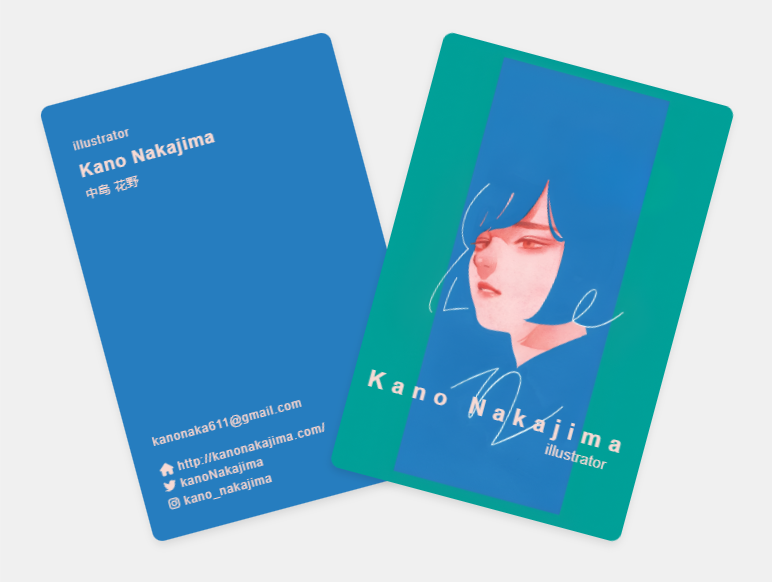 illustrator
Kano Nakajima
中島 花野
kanonaka611@gmail.com
http://kanonakajima.com/
kanoNakajima
kano_nakajima
Kano Nakajima
illustrator